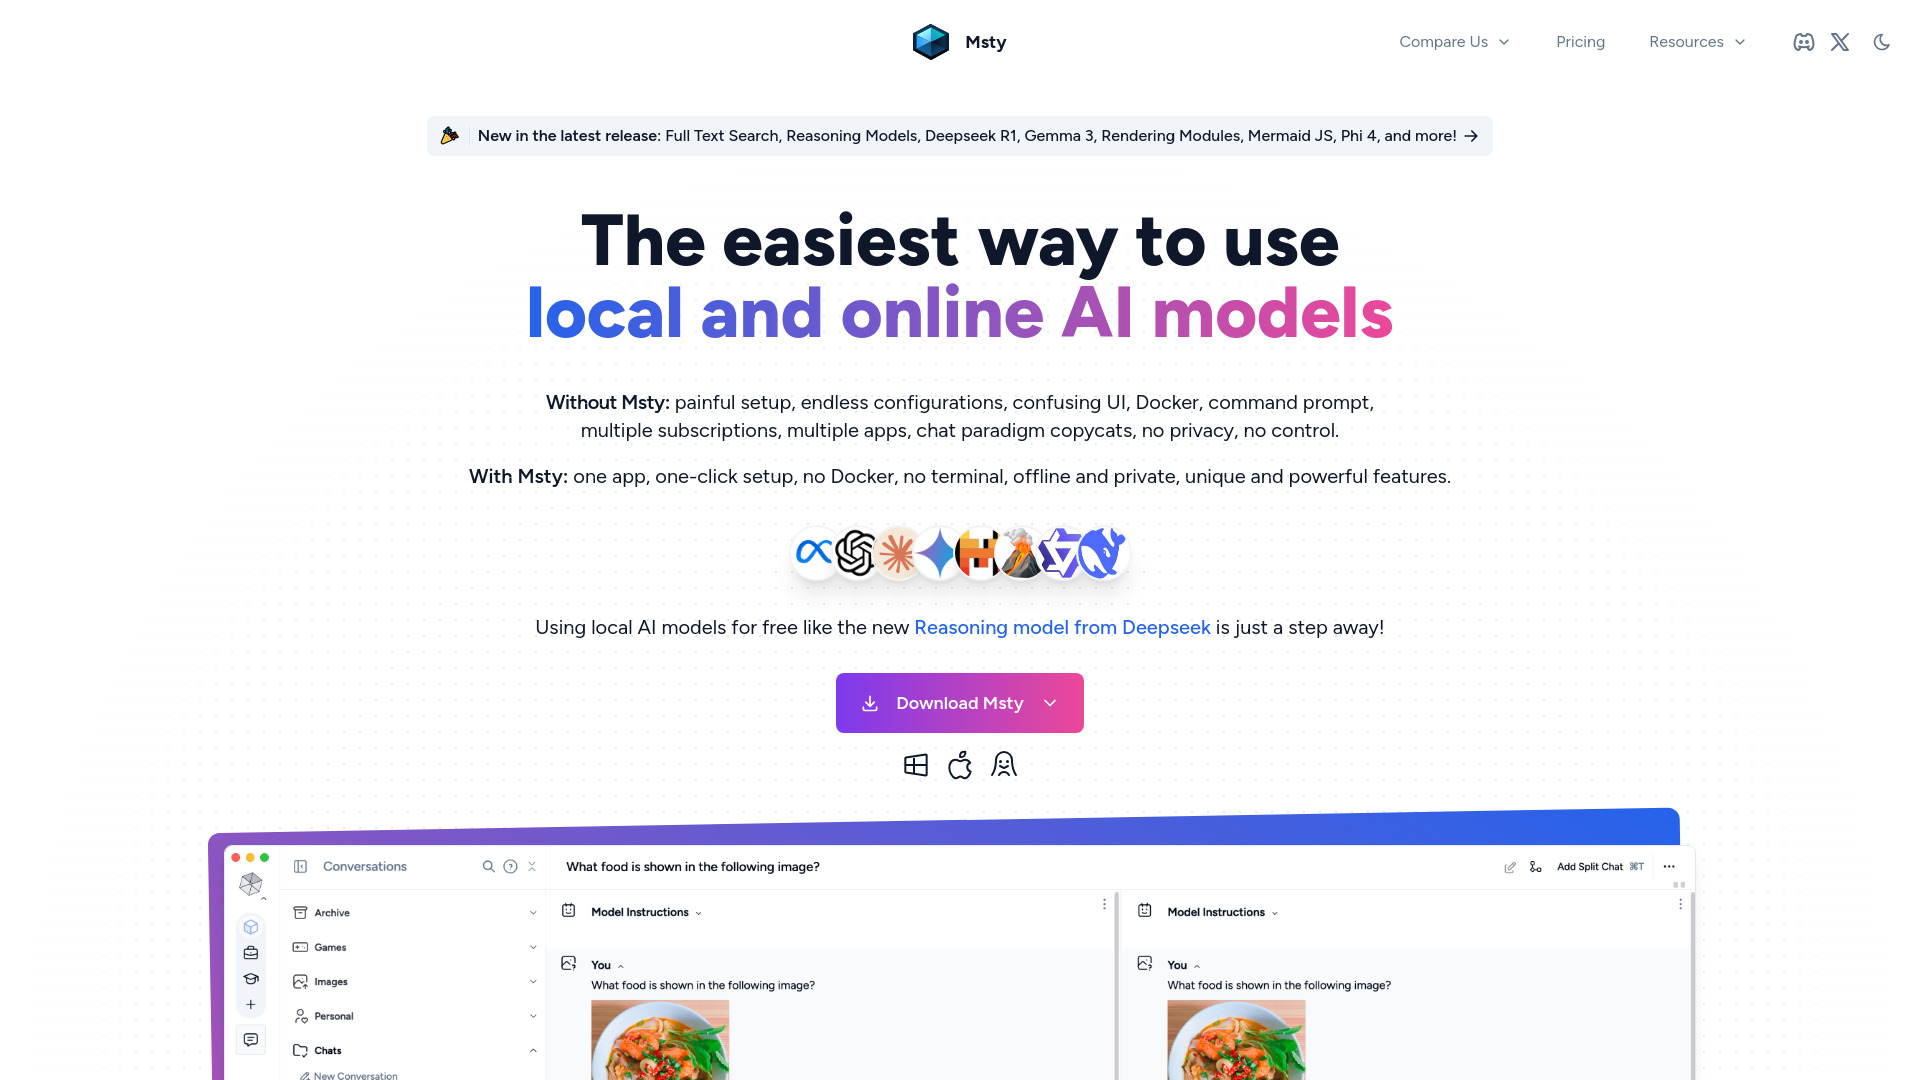 Msty
Compare Us
Pricing
Resources
New in the latest release: Full Text Search, Reasoning Models, Deepseek R1, Gemma 3, Rendering Modules, Mermaid JS, Phi 4, and more! →
The easiest way to use
local and online AI models
Without Msty: painful setup, endless configurations, confusing UI, Docker, command prompt,
multiple subscriptions, multiple apps, chat paradigm copycats, no privacy, no control.
With Msty: one app, one-click setup, no Docker, no terminal, offline and private, unique and powerful features.
Using local AI models for free like the new Reasoning model from Deepseek is just a step away!
Download Msty
Conversations
What food is shown in the following image?
Add Split Chat ⌘T
Archive
Games
Images
Personal
Chats
New Conversation
Model Instructions
You
What food is shown in the following image?
Model Instructions
You
What food is shown in the following image?